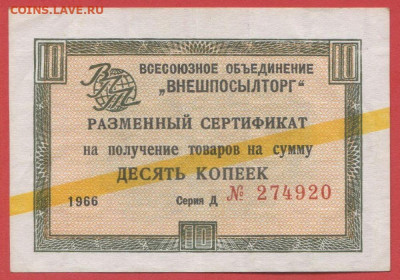 COINS.LAVE.RU
10 10
ВПТ
ВСЕСОЮЗНОЕ ОБЪЕДИНЕНИЕ
„ВНЕШПОСЫЛТОРГ"
РАЗМЕННЫЙ СЕРТИФИКАТ
на получение товаров на сумму
ДЕСЯТЬ КОПЕЕК
1966 Серия Д № 274920
10